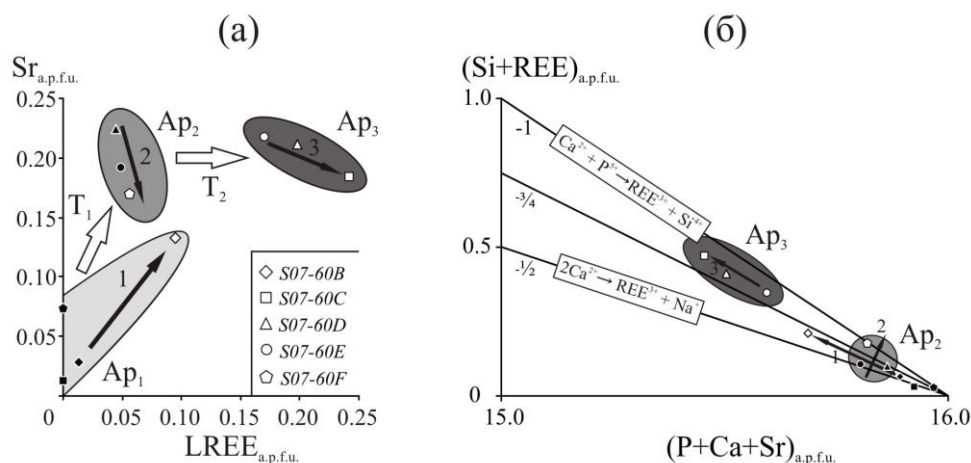 (а)
Sr a.p.f.u.
0.25
0.20
0.15
0.10
0.05
0
0.05
0.10
0.15
0.20
0.25
LREE a.p.f.u.
Ap₁
Ap₂
Ap₃
1
2
3
T₁
T₂
S07-60B
S07-60C
S07-60D
S07-60E
S07-60F
(б)
(Si+REE) a.p.f.u.
1.0
0.5
0
-1
-¾
-½
Ca²⁺ + P⁵⁺→REE³⁺ + Si⁴⁺
2Ca²⁺→ REE³⁺ + Na⁺
Ap₃
3
2
Ap₂
1
15.0
16.0
(P+Ca+Sr) a.p.f.u.